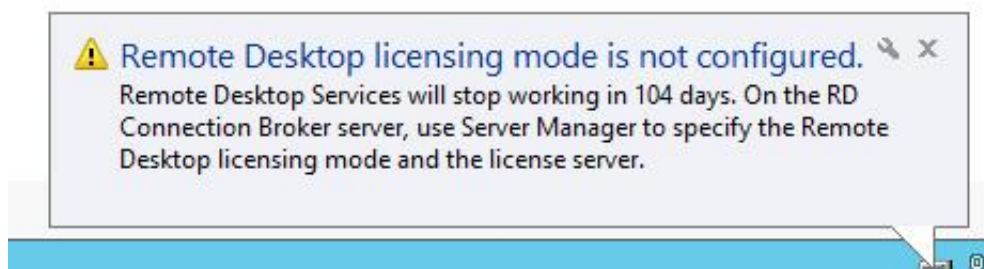 Remote Desktop licensing mode is not configured.
Remote Desktop Services will stop working in 104 days. On the RD
Connection Broker server, use Server Manager to specify the Remote
Desktop licensing mode and the license server.